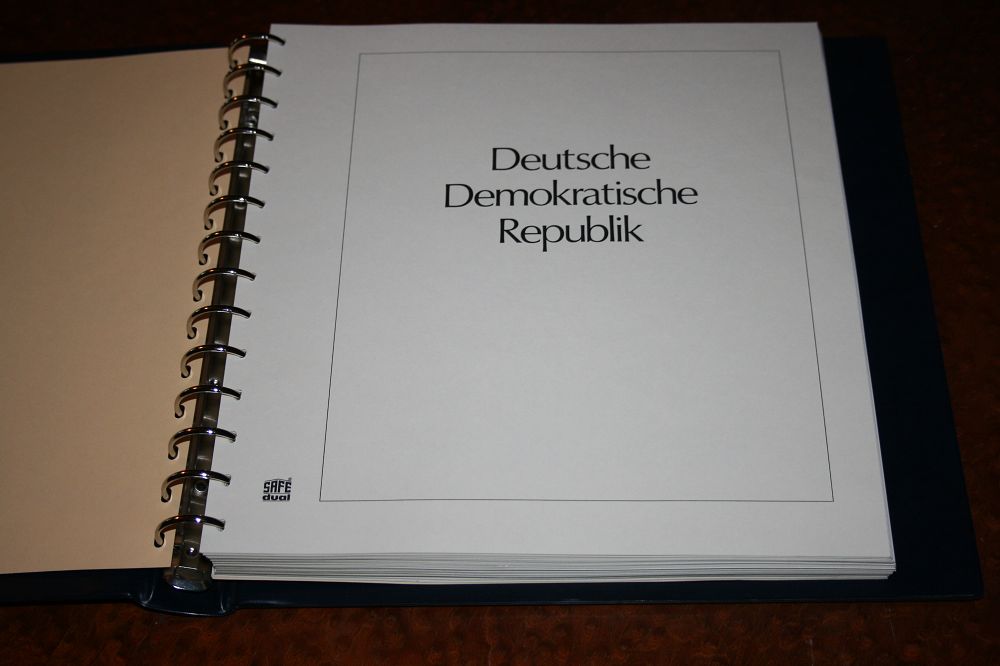 Deutsche
Demokratische
Republik
SAFE
dual